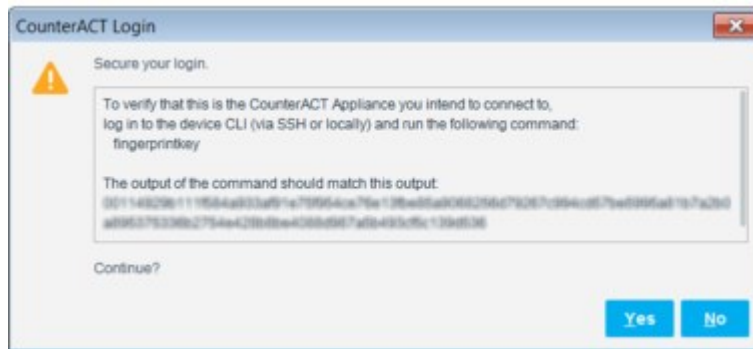 CounterACT Login
Secure your login.
To verify that this is the CounterACT Appliance you intend to connect to,
log in to the device CLI (via SSH or locally) and run the following command:
fingerprintkey
The output of the command should match this output:
Continue?
Yes No